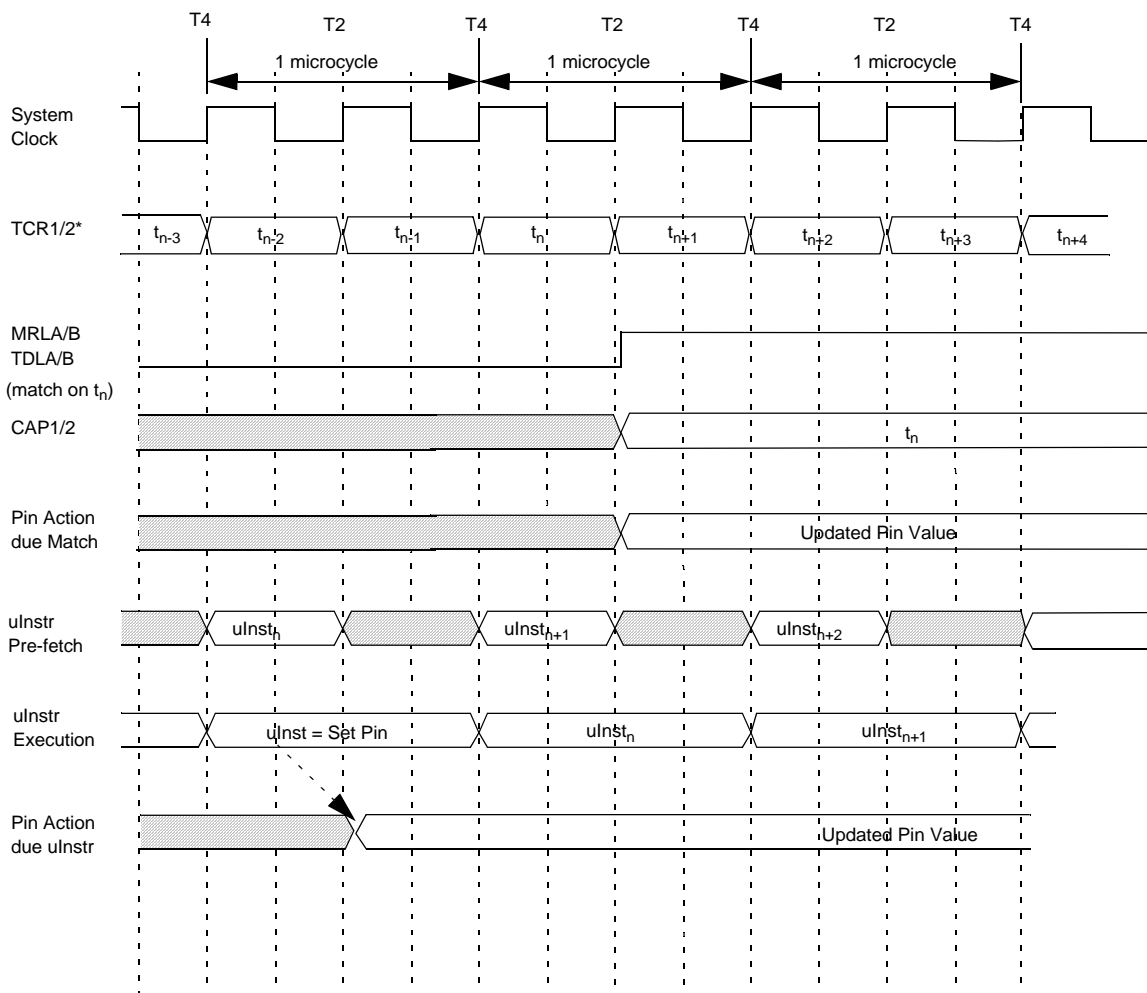 T4 T2 T4 T2 T4 T2 T4
1 microcycle 1 microcycle 1 microcycle
System
Clock
TCR1/2* tn-3 tn-2 tn-1 tn tn+1 tn+2 tn+3 tn+4
MRLA/B
TDLA/B
(match on tn)
CAP1/2 tn
Pin Action
due Match
Updated Pin Value
uInstr
Pre-fetch
uInstn uInstn+1 uInstn+2
uInstr
Execution
uInst = Set Pin uInstn uInstn+1
Pin Action
due uInstr
Updated Pin Value